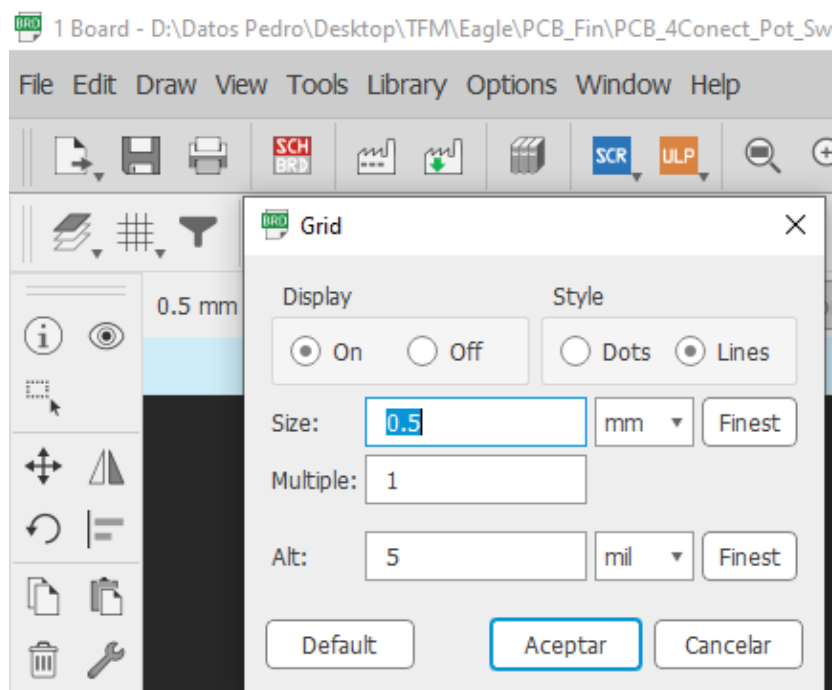 1 Board - D:\Datos Pedro\Desktop\TFM\Eagle\PCB_Fin\PCB_4Conect_Pot_Sw
File Edit Draw View Tools Library Options Window Help
SCH
BRD
SCR
ULP
BRD
Grid
0.5 mm
Display
Style
On
Off
Dots
Lines
Size:
0.5
mm
Finest
Multiple:
1
Alt:
5
mil
Finest
Default
Aceptar
Cancelar